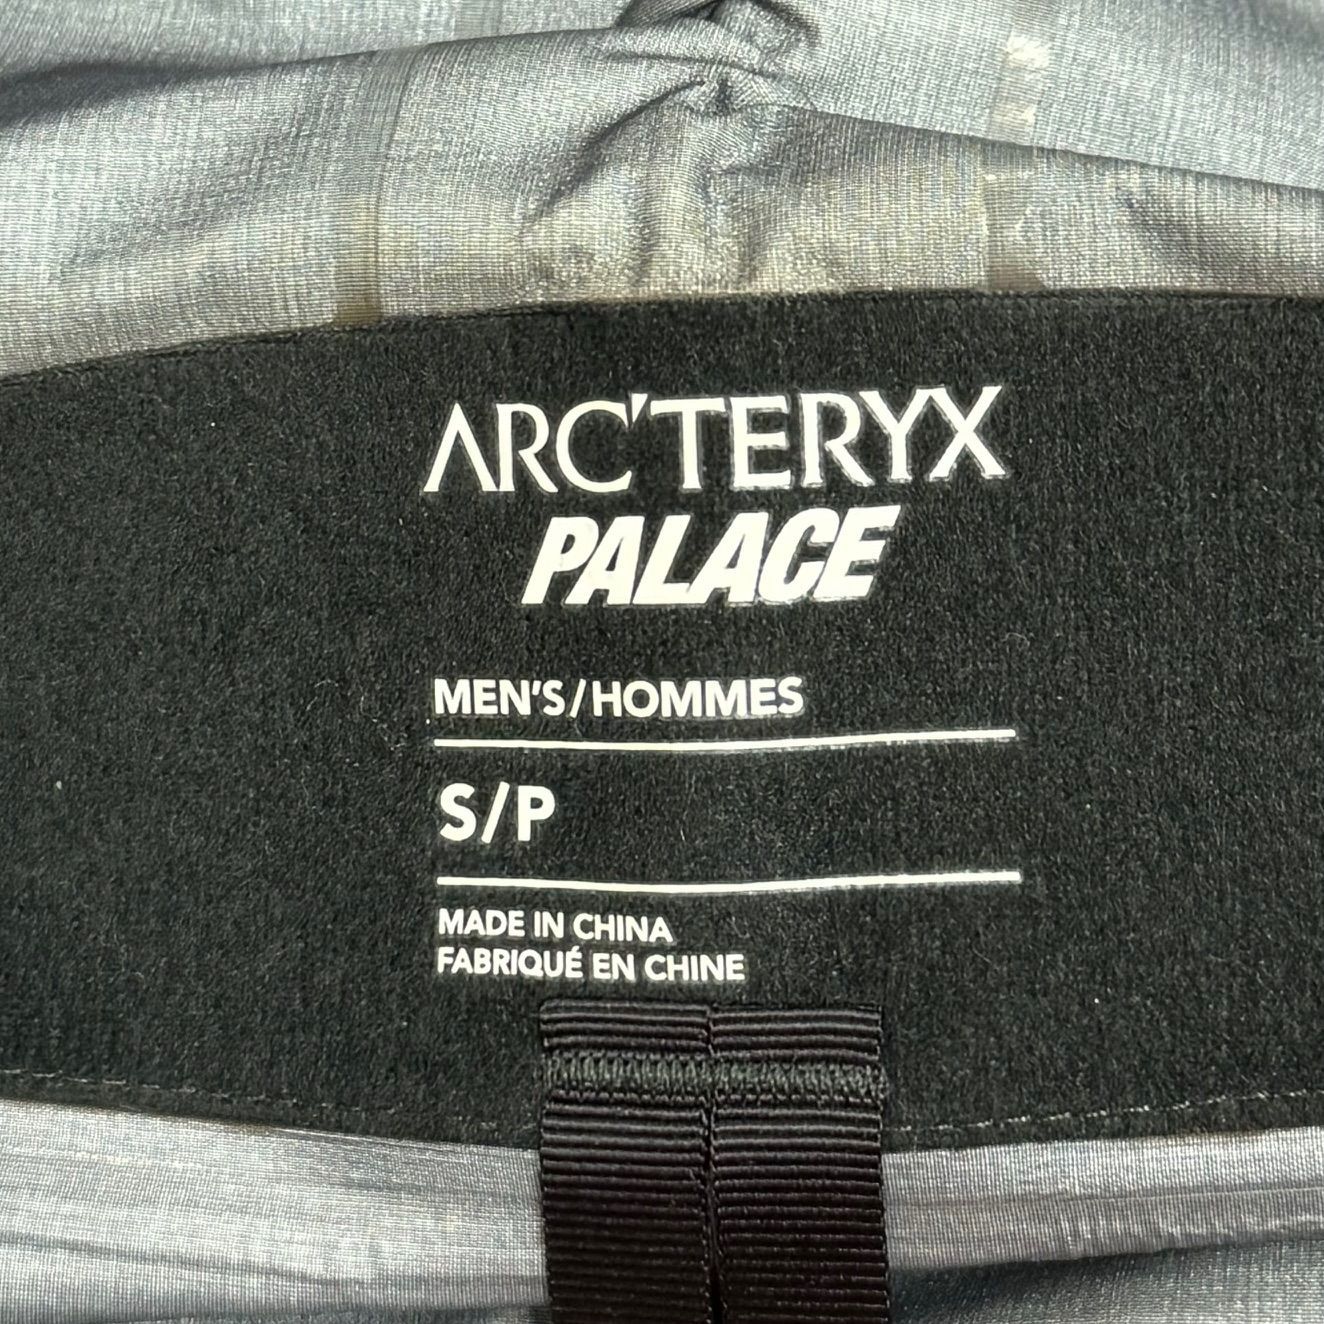 ARC'TERYX
PALACE
MEN'S/HOMMES
S/P
MADE IN CHINA
FABRIQUÉ EN CHINE